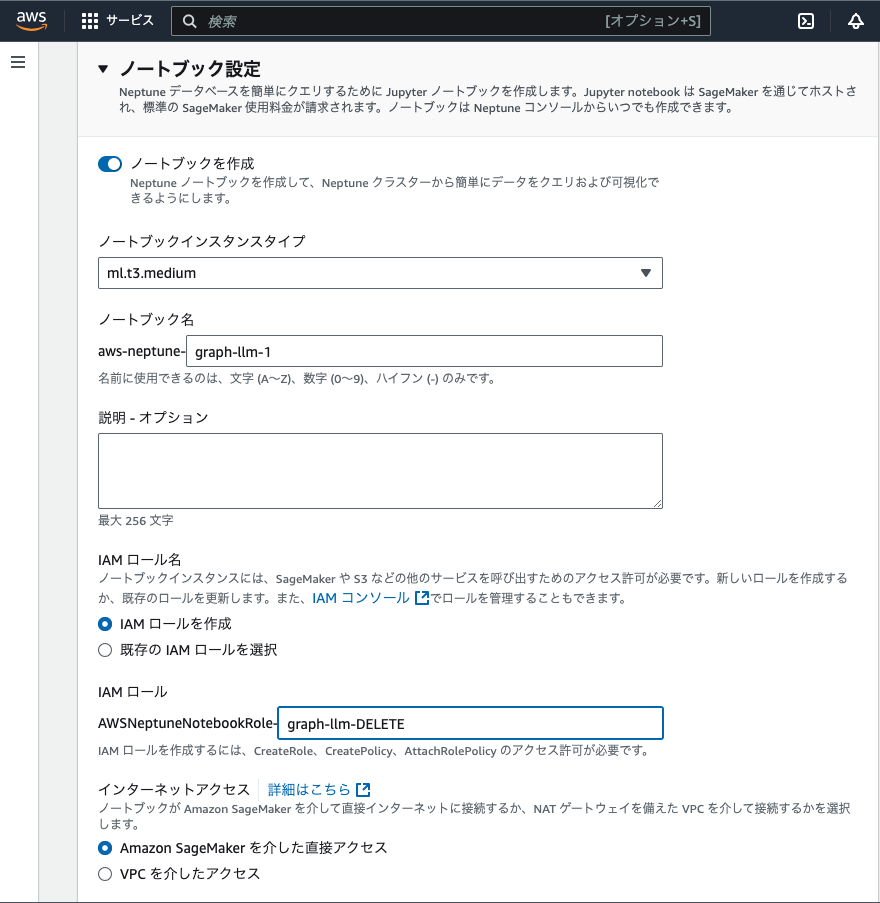 aws
サービス
検索
[オプション+S]
ノートブック設定
Neptune データベースを簡単にクエリするために Jupyter ノートブックを作成します。Jupyter notebook は SageMaker を通じてホストさ
れ、標準の SageMaker 使用料金が請求されます。ノートブックは Neptune コンソールからいつでも作成できます。
ノートブックを作成
Neptune ノートブックを作成して、Neptune クラスターから簡単にデータをクエリおよび可視化で
きるようにします。
ノートブックインスタンスタイプ
ml.t3.medium
ノートブック名
aws-neptune- graph-llm-1
名前に使用できるのは、文字 (A〜Z)、数字 (0〜9)、ハイフン (-) のみです。
説明 - オプション
最大 256 文字
IAM ロール名
ノートブックインスタンスには、SageMaker や S3 などの他のサービスを呼び出すためのアクセス許可が必要です。新しいロールを作成する
か、既存のロールを更新します。また、IAM コンソール でロールを管理することもできます。
IAM ロールを作成
既存の IAM ロールを選択
IAM ロール
AWSNeptuneNotebookRole- graph-llm-DELETE
IAM ロールを作成するには、CreateRole、CreatePolicy、AttachRolePolicy のアクセス許可が必要です。
インターネットアクセス 詳細はこちら
ノートブックが Amazon SageMaker を介して直接インターネットに接続するか、NAT ゲートウェイを備えた VPC を介して接続するかを選択
します。
Amazon SageMaker を介した直接アクセス
VPC を介したアクセス